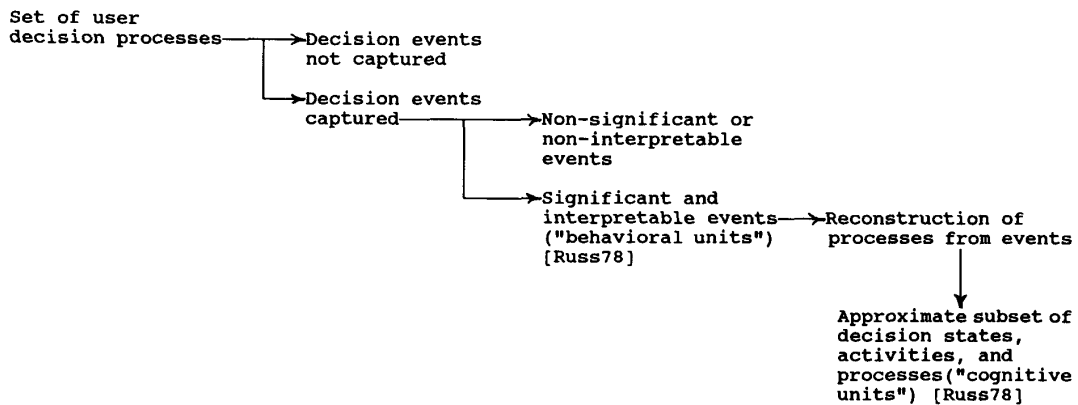 Set of user
decision processes
Decision events
not captured
Decision events
captured
Non-significant or
non-interpretable
events
Significant and
interpretable events
("behavioral units")
[Russ78]
Reconstruction of
processes from events
Approximate subset of
decision states,
activities, and
processes("cognitive
units") [Russ78]